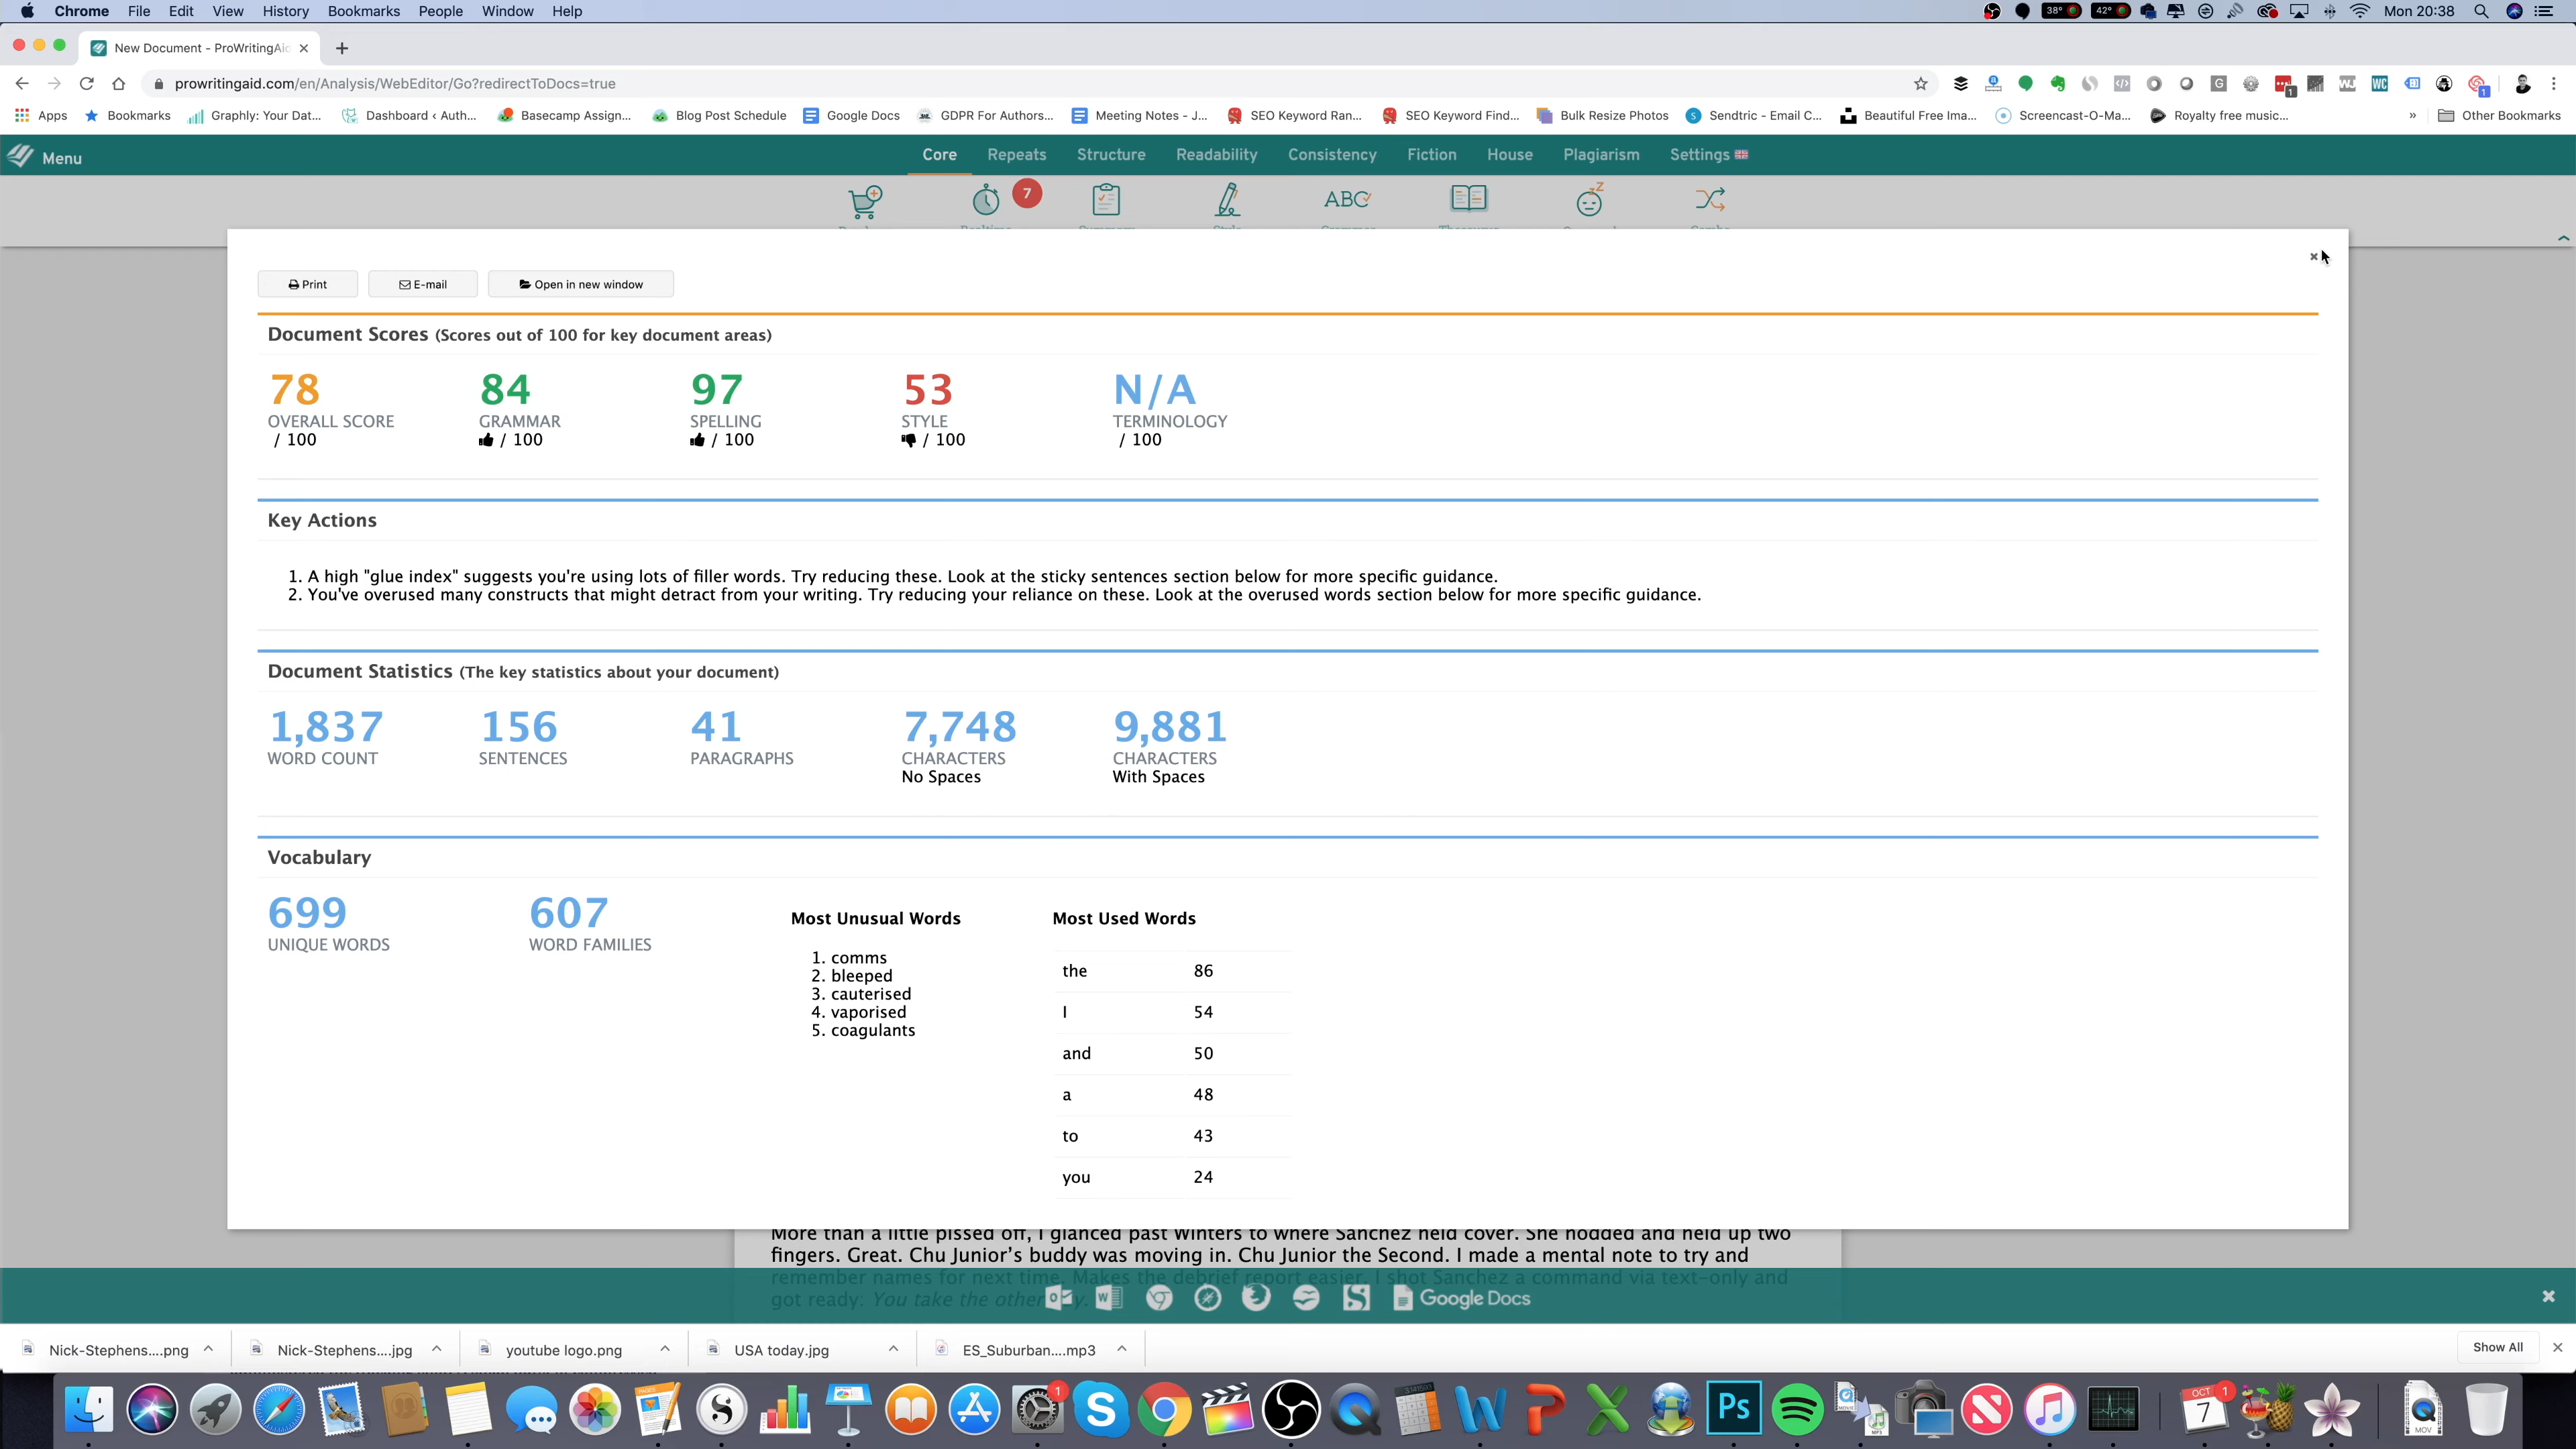 Chrome File Edit View History Bookmarks People Window Help 38° 42° Mon 20:38
New Document - ProWritingAid
prowritingaid.com/en/Analysis/WebEditor/Go?redirectToDocs=true
Apps Bookmarks Graphly: Your Dat... Dashboard ‹ Auth... Basecamp Assign... Blog Post Schedule Google Docs GDPR For Authors... Meeting Notes - J... SEO Keyword Ran... SEO Keyword Find... Bulk Resize Photos Sendtric - Email C... Beautiful Free Ima... Screencast-O-Ma... Royalty free music... » Other Bookmarks
Menu Core Repeats Structure Readability Consistency Fiction House Plagiarism Settings
7 ABC
Print E-mail Open in new window
Document Scores (Scores out of 100 for key document areas)
78 84 97 53 N/A
OVERALL SCORE GRAMMAR SPELLING STYLE TERMINOLOGY
/ 100 / 100 / 100 / 100 / 100
Key Actions
1. A high "glue index" suggests you're using lots of filler words. Try reducing these. Look at the sticky sentences section below for more specific guidance.
2. You've overused many constructs that might detract from your writing. Try reducing your reliance on these. Look at the overused words section below for more specific guidance.
Document Statistics (The key statistics about your document)
1,837 156 41 7,748 9,881
WORD COUNT SENTENCES PARAGRAPHS CHARACTERS CHARACTERS
No Spaces With Spaces
Vocabulary
699 607
UNIQUE WORDS WORD FAMILIES
Most Unusual Words
1. comms
2. bleeped
3. cauterised
4. vaporised
5. coagulants
Most Used Words
the 86
I 54
and 50
a 48
to 43
you 24
More than a little pissed off, I glanced past Winters to where Sanchez held cover. She nodded and held up two
fingers. Great. Chu Junior's buddy was moving in. Chu Junior the Second. I made a mental note to try and
remember names for next time. Makes the debrief report easier. I shot Sanchez a command via text-only and
got ready: You take the other
Google Docs
Nick-Stephens....png Nick-Stephens....jpg youtube logo.png USA today.jpg ES_Suburban....mp3 Show All
PAGES 1 Ps MP3 OCT 7 1 MOV